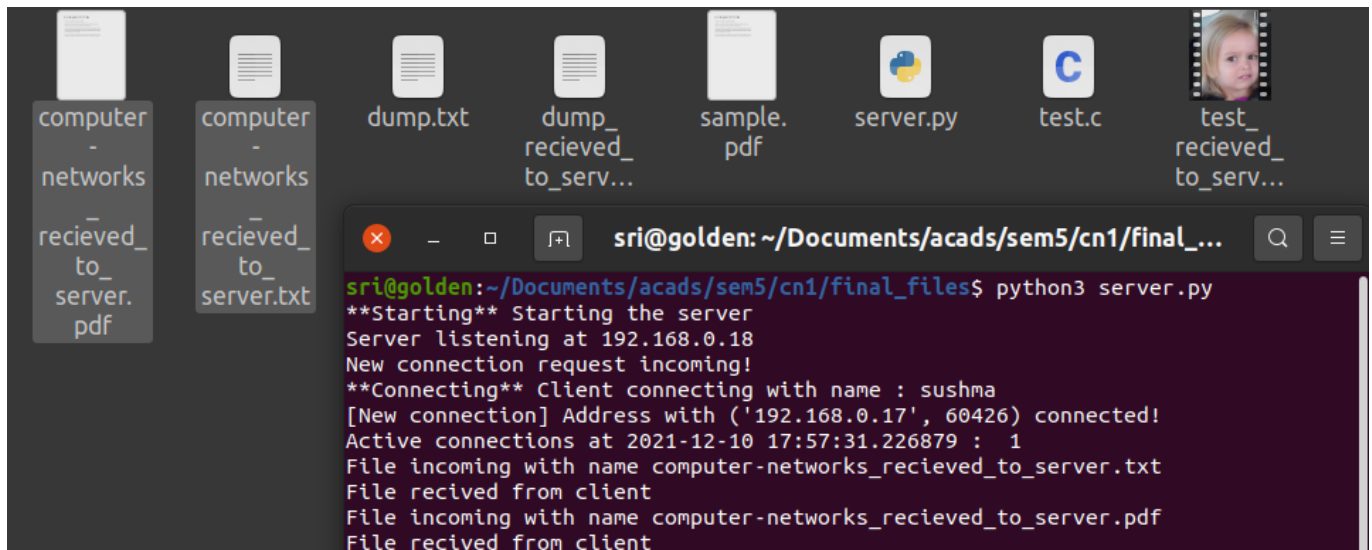 computer
-
networks
_
recieved_
to_
server.
pdf
computer
-
networks
_
recieved_
to_
server.txt
dump.txt
dump_
recieved_
to_serv...
sample.
pdf
server.py
C
test.c
test_
recieved_
to_serv...
sri@golden: ~/Documents/acads/sem5/cn1/final_...
sri@golden:~/Documents/acads/sem5/cn1/final_files$ python3 server.py
**Starting** Starting the server
Server listening at 192.168.0.18
New connection request incoming!
**Connecting** Client connecting with name : sushma
[New connection] Address with ('192.168.0.17', 60426) connected!
Active connections at 2021-12-10 17:57:31.226879 :  1
File incoming with name computer-networks_recieved_to_server.txt
File recived from client
File incoming with name computer-networks_recieved_to_server.pdf
File recived from client